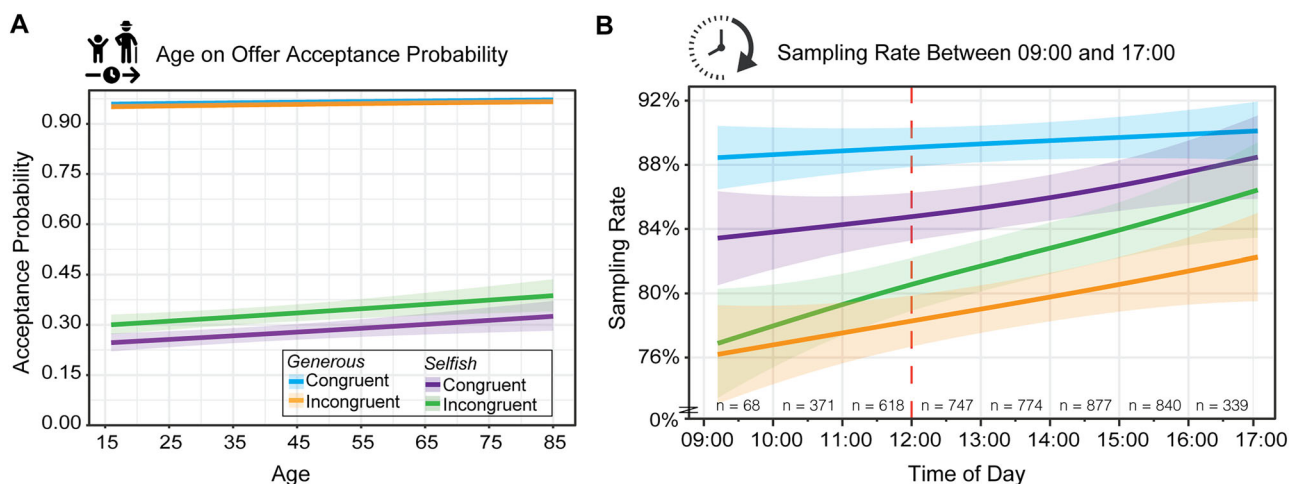 A
Age on Offer Acceptance Probability
Acceptance Probability
0.90
0.75
0.60
0.45
0.30
0.15
0.00
Generous Selfish
Congruent Congruent
Incongruent Incongruent
15 25 35 45 55 65 75 85
Age
B
Sampling Rate Between 09:00 and 17:00
Sampling Rate
92%
88%
84%
80%
76%
0%
n = 68 n = 371 n = 618 n = 747 n = 774 n = 877 n = 840 n = 339
09:00 10:00 11:00 12:00 13:00 14:00 15:00 16:00 17:00
Time of Day